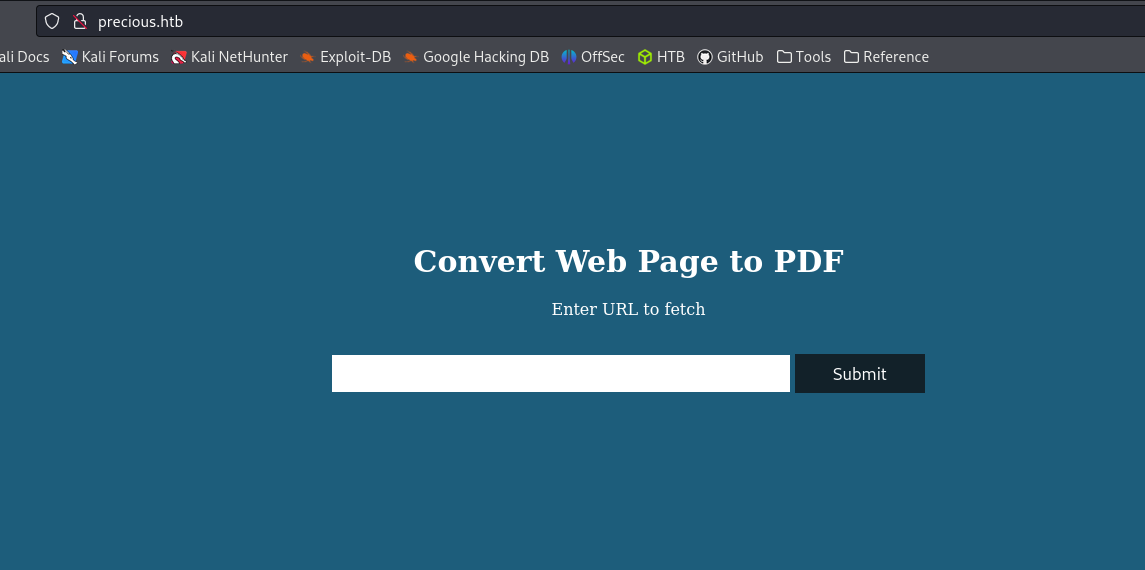 precious.htb
ali Docs Kali Forums Kali NetHunter Exploit-DB Google Hacking DB OffSec HTB GitHub Tools Reference
Convert Web Page to PDF
Enter URL to fetch
Submit